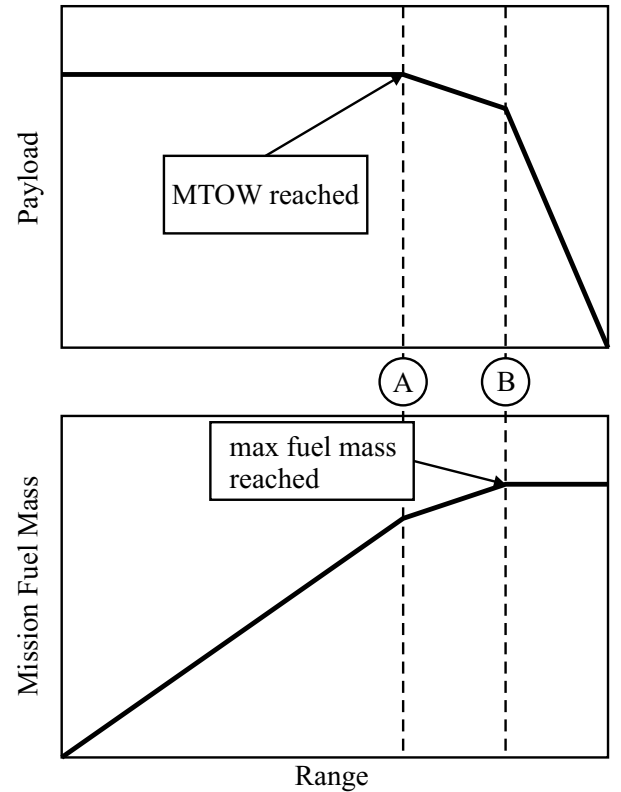 Payload
MTOW reached
A
B
Mission Fuel Mass
max fuel mass
reached
Range